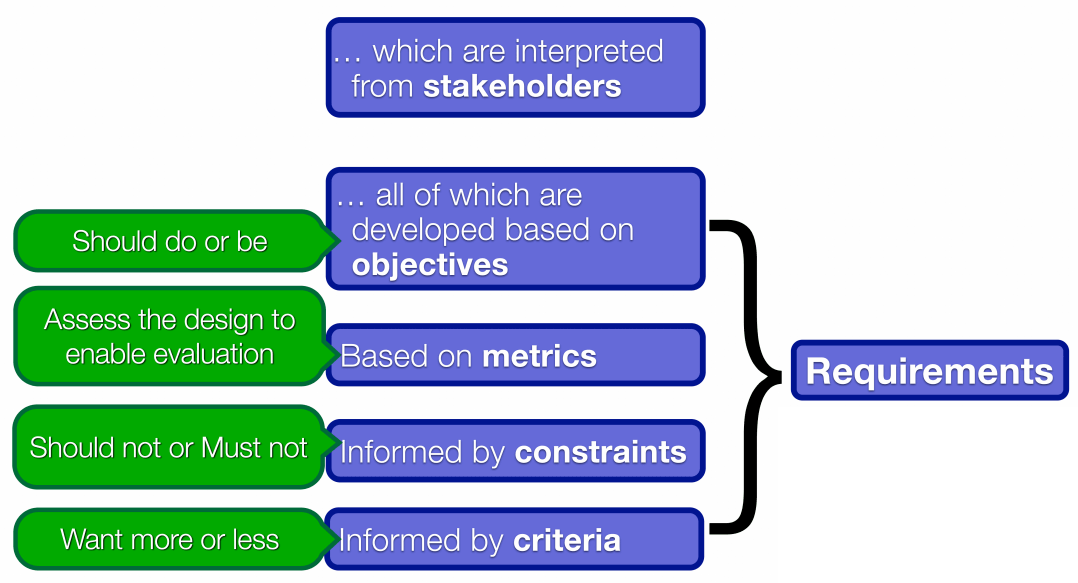 … which are interpreted
from stakeholders
… all of which are
developed based on
objectives
Should do or be
Assess the design to
enable evaluation
Based on metrics
Requirements
Should not or Must not
Informed by constraints
Want more or less
Informed by criteria